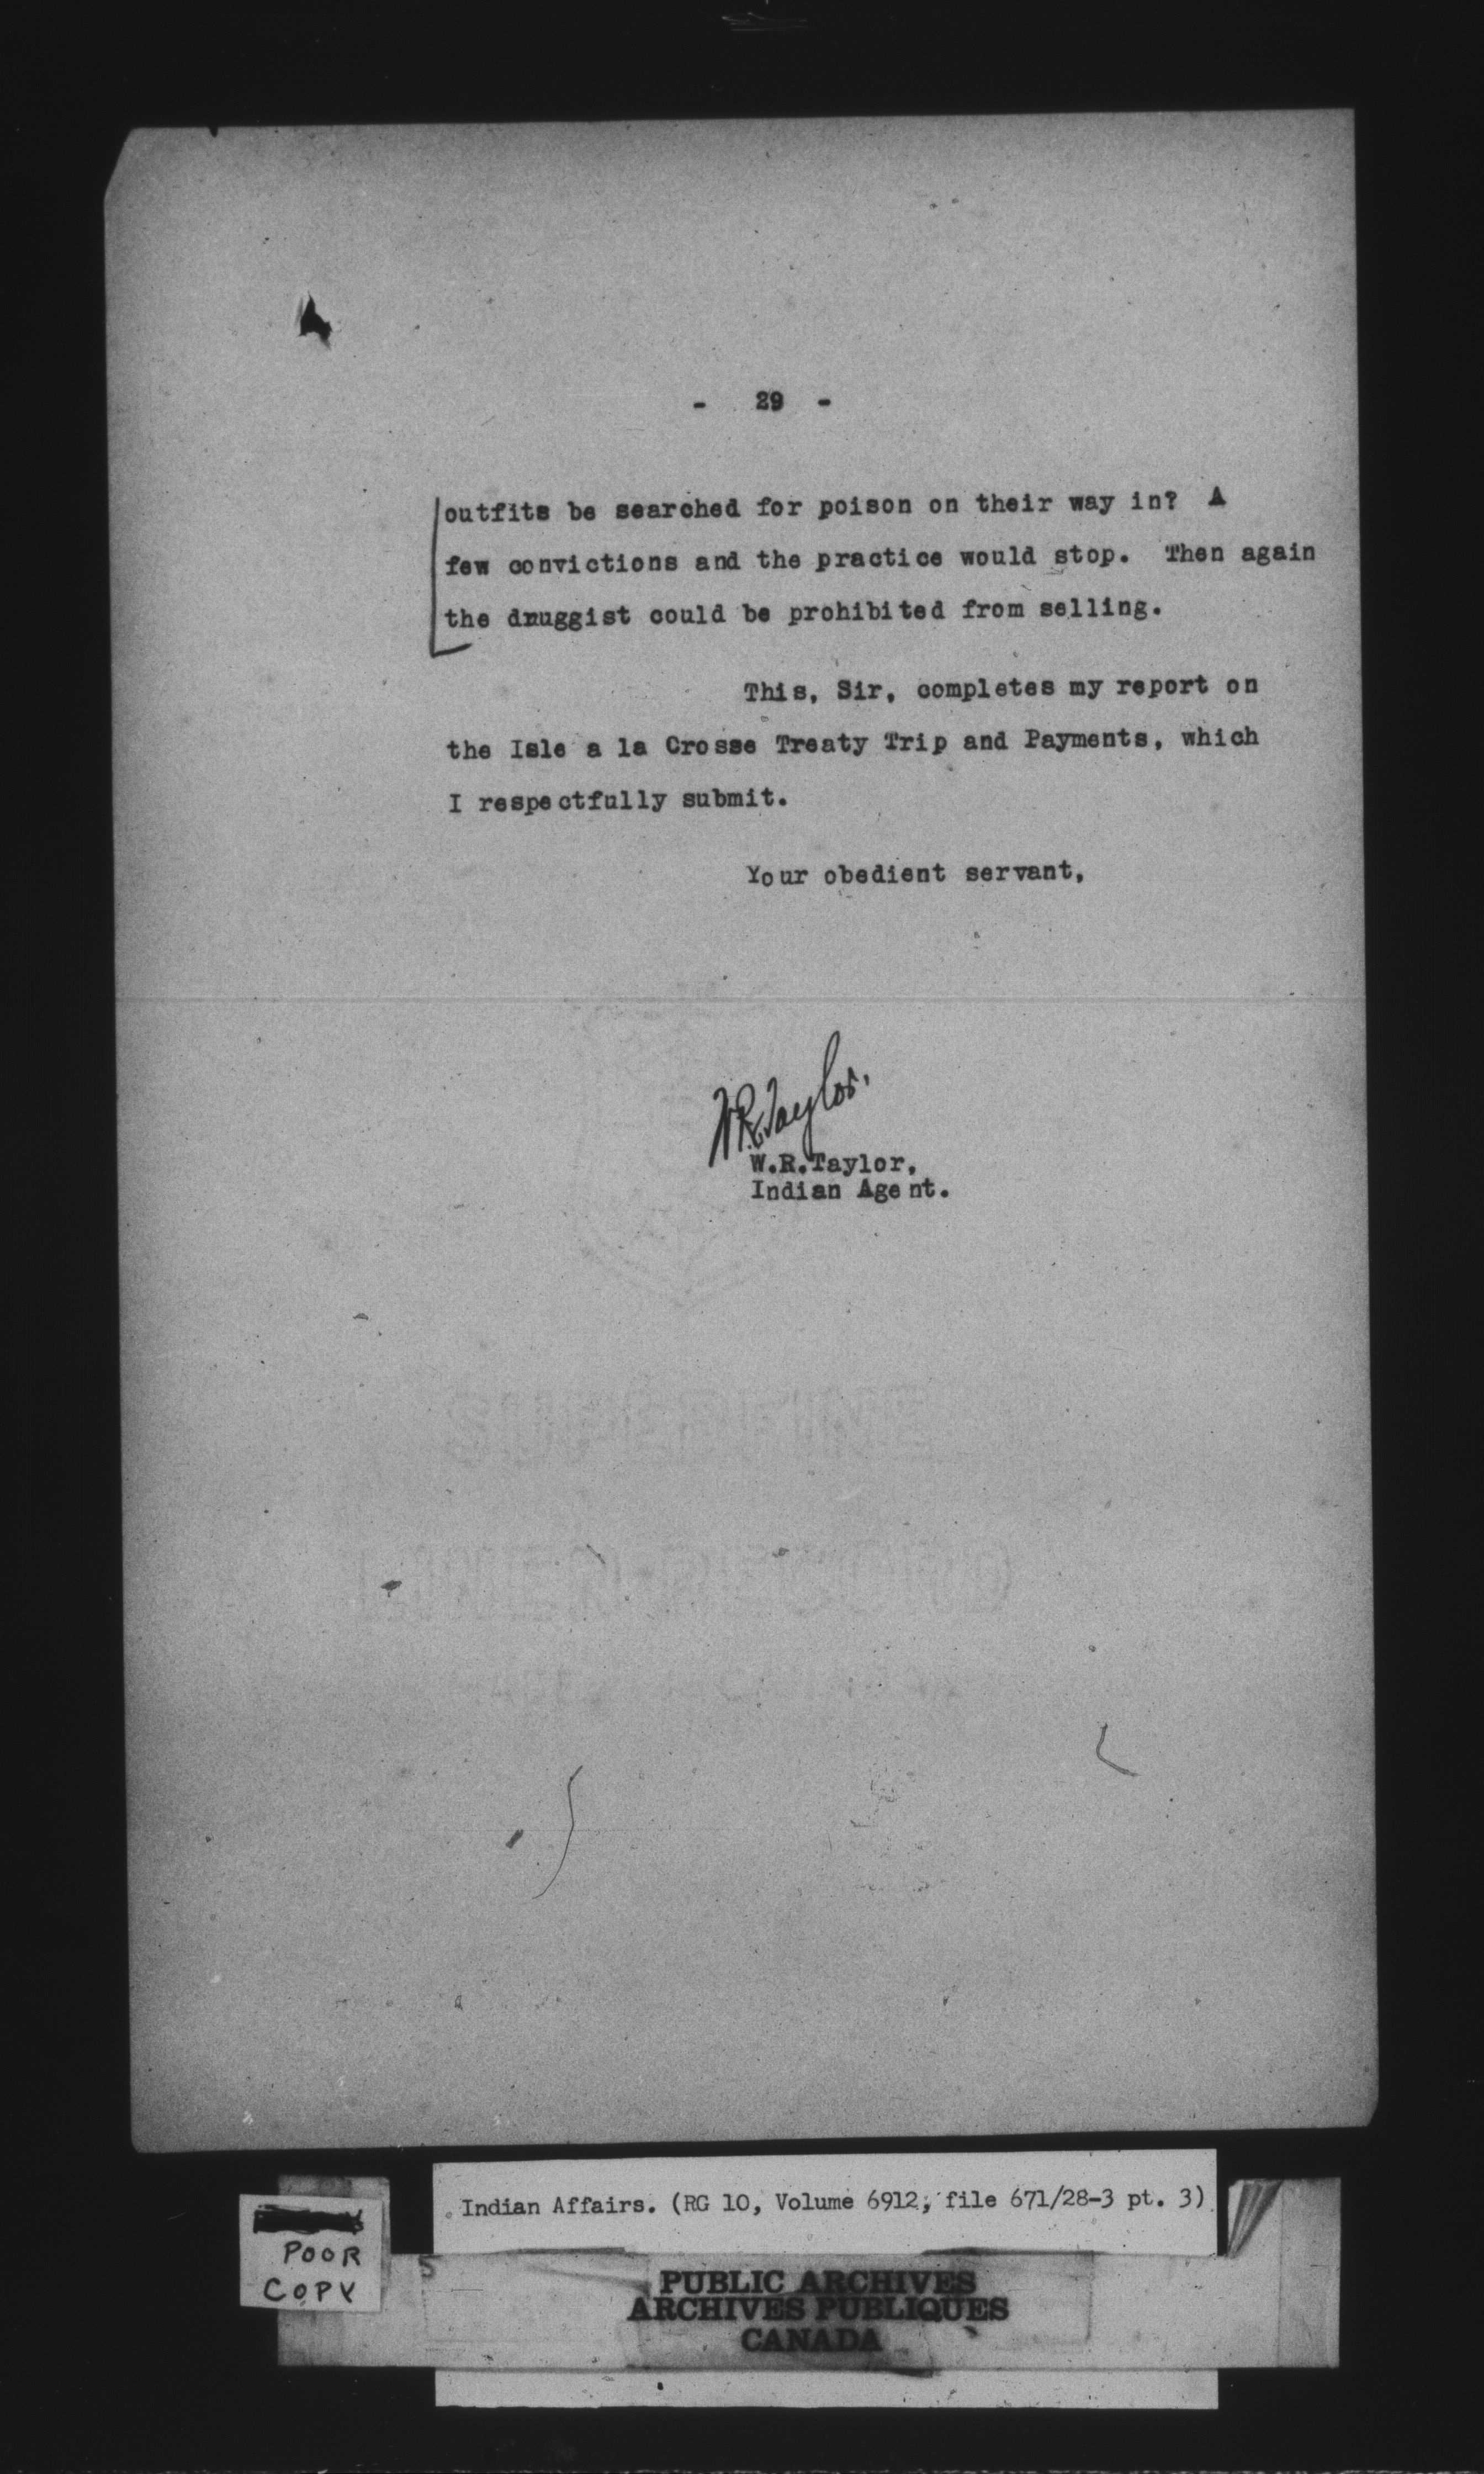 - 29 -
outfits be searched for poison on their way in? A
few convictions and the practice would stop. Then again
the druggist could be prohibited from selling.
This, Sir, completes my report on
the Isle a la Crosse Treaty Trip and Payments, which
I respectfully submit.
Your obedient servant,
W.R.Taylor.
W.R.Taylor,
Indian Agent.
Indian Affairs. (RG 10, Volume 6912, file 671/28-3 pt. 3)
POOR
COPY
PUBLIC ARCHIVES
ARCHIVES PUBLIQUES
CANADA